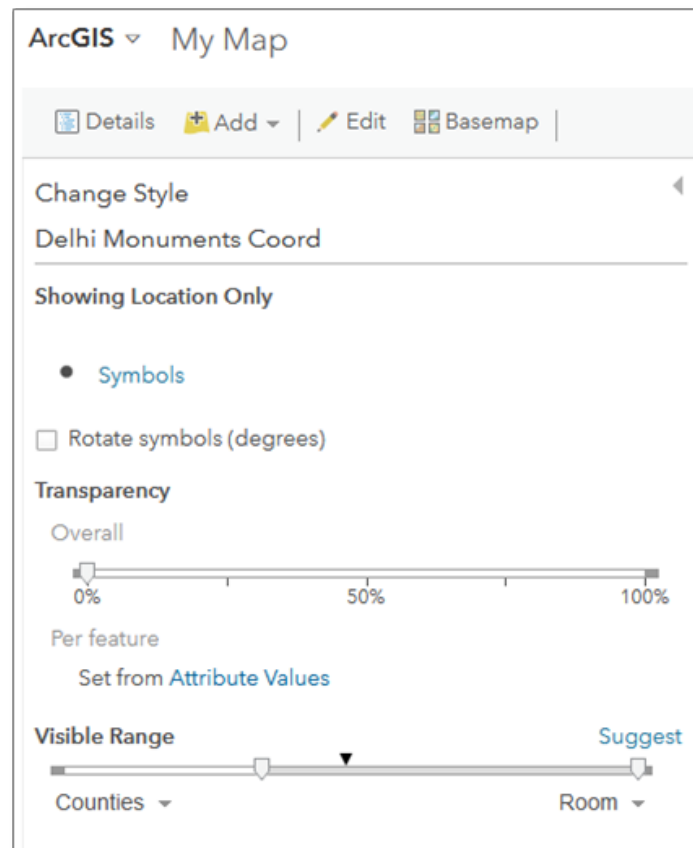 ArcGIS My Map
Details Add Edit Basemap
Change Style
Delhi Monuments Coord
Showing Location Only
Symbols
Rotate symbols (degrees)
Transparency
Overall
0% 50% 100%
Per feature
Set from Attribute Values
Visible Range Suggest
Counties Room